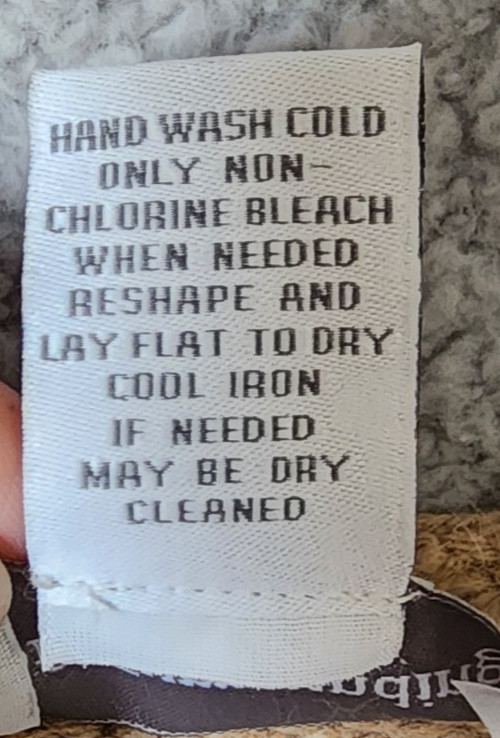 HAND WASH COLD
ONLY NON-
CHLORINE BLEACH
WHEN NEEDED
RESHAPE AND
LAY FLAT TO DRY
COOL IRON
IF NEEDED
MAY BE DRY
CLEANED